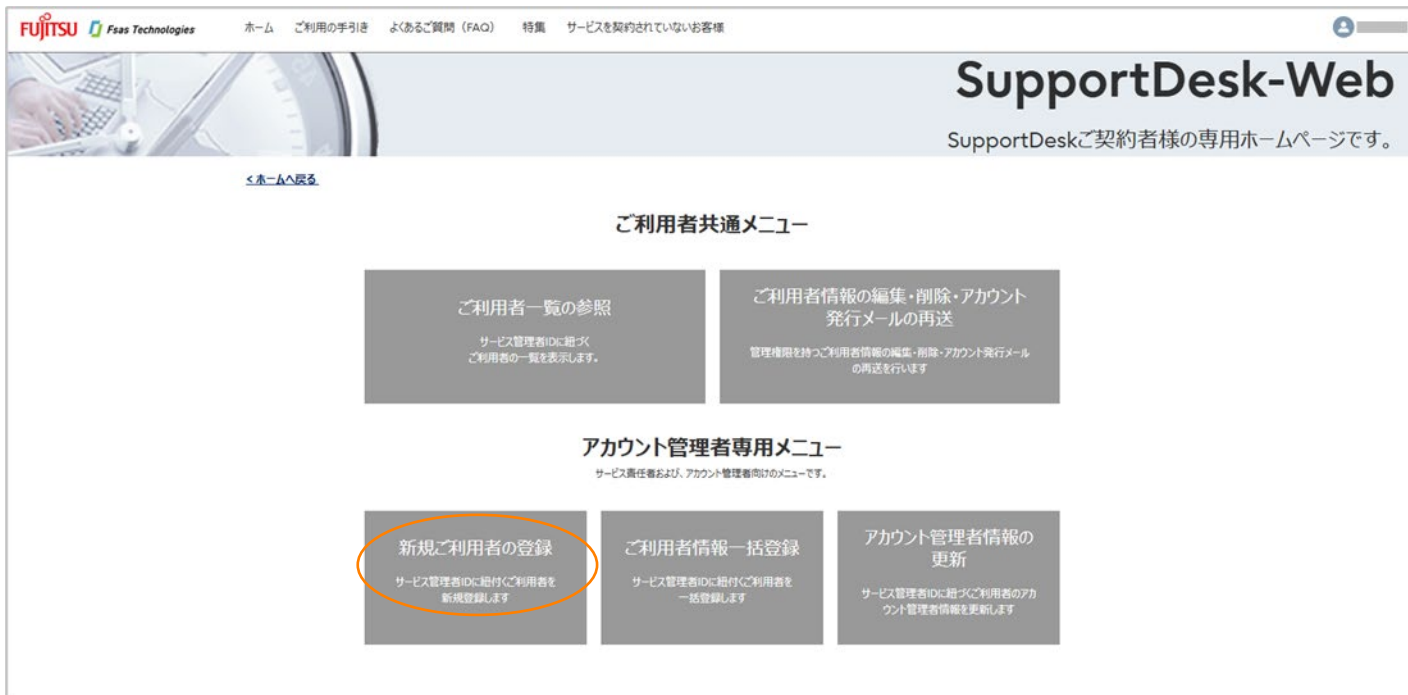 FUJITSU Fsas Technologies ホーム ご利用の手引き よくあるご質問（FAQ） 特集 サービスを契約されていないお客様
SupportDesk-Web
SupportDeskご契約者様の専用ホームページです。
<ホームへ戻る
ご利用者共通メニュー
ご利用者一覧の参照
サービス管理者IDに紐づく
ご利用者の一覧を表示します。
ご利用者情報の編集・削除・アカウント
発行メールの再送
管理権限を持つご利用者情報の編集・削除・アカウント発行メール
の再送を行います
アカウント管理者専用メニュー
サービス責任者および、アカウント管理者向けのメニューです。
新規ご利用者の登録
サービス管理者IDに紐付くご利用者を
新規登録します
ご利用者情報一括登録
サービス管理者IDに紐付くご利用者を
一括登録します
アカウント管理者情報の
更新
サービス管理者IDに紐づくご利用者のアカ
ウント管理者情報を更新します